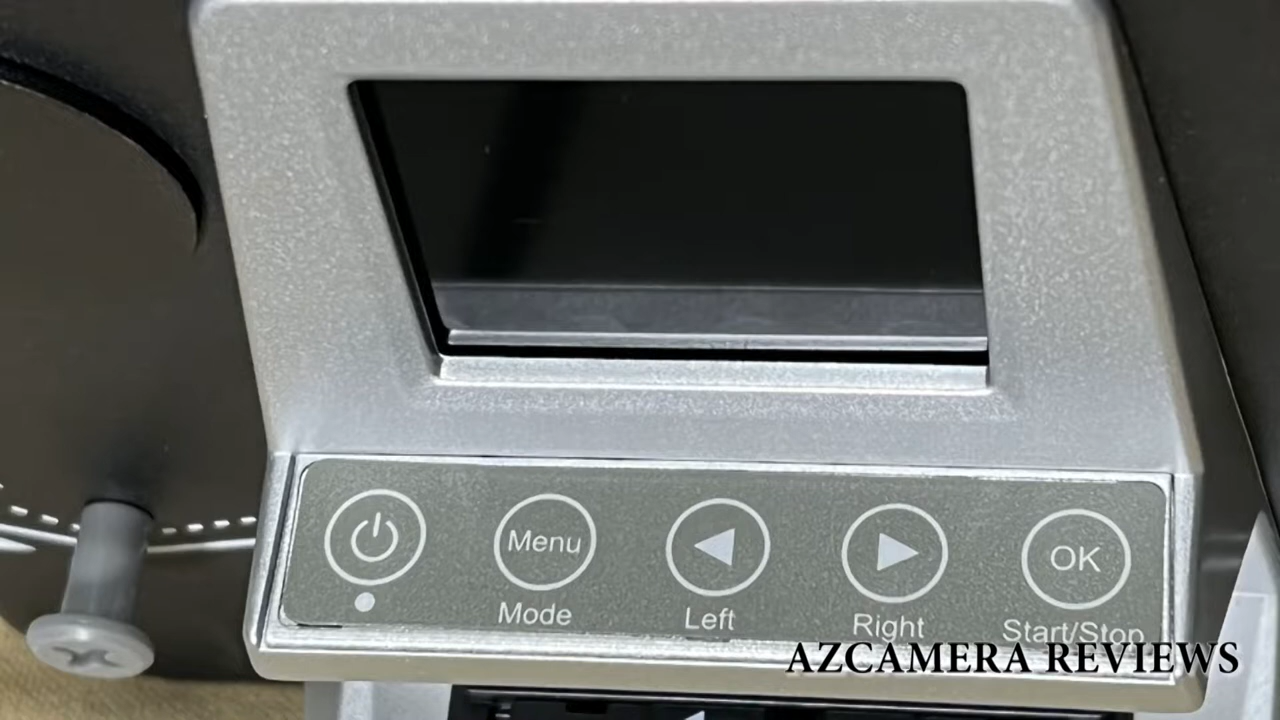 Menu
OK
Mode
Left
Right
Start/Stop
AZCAMERA REVIEWS